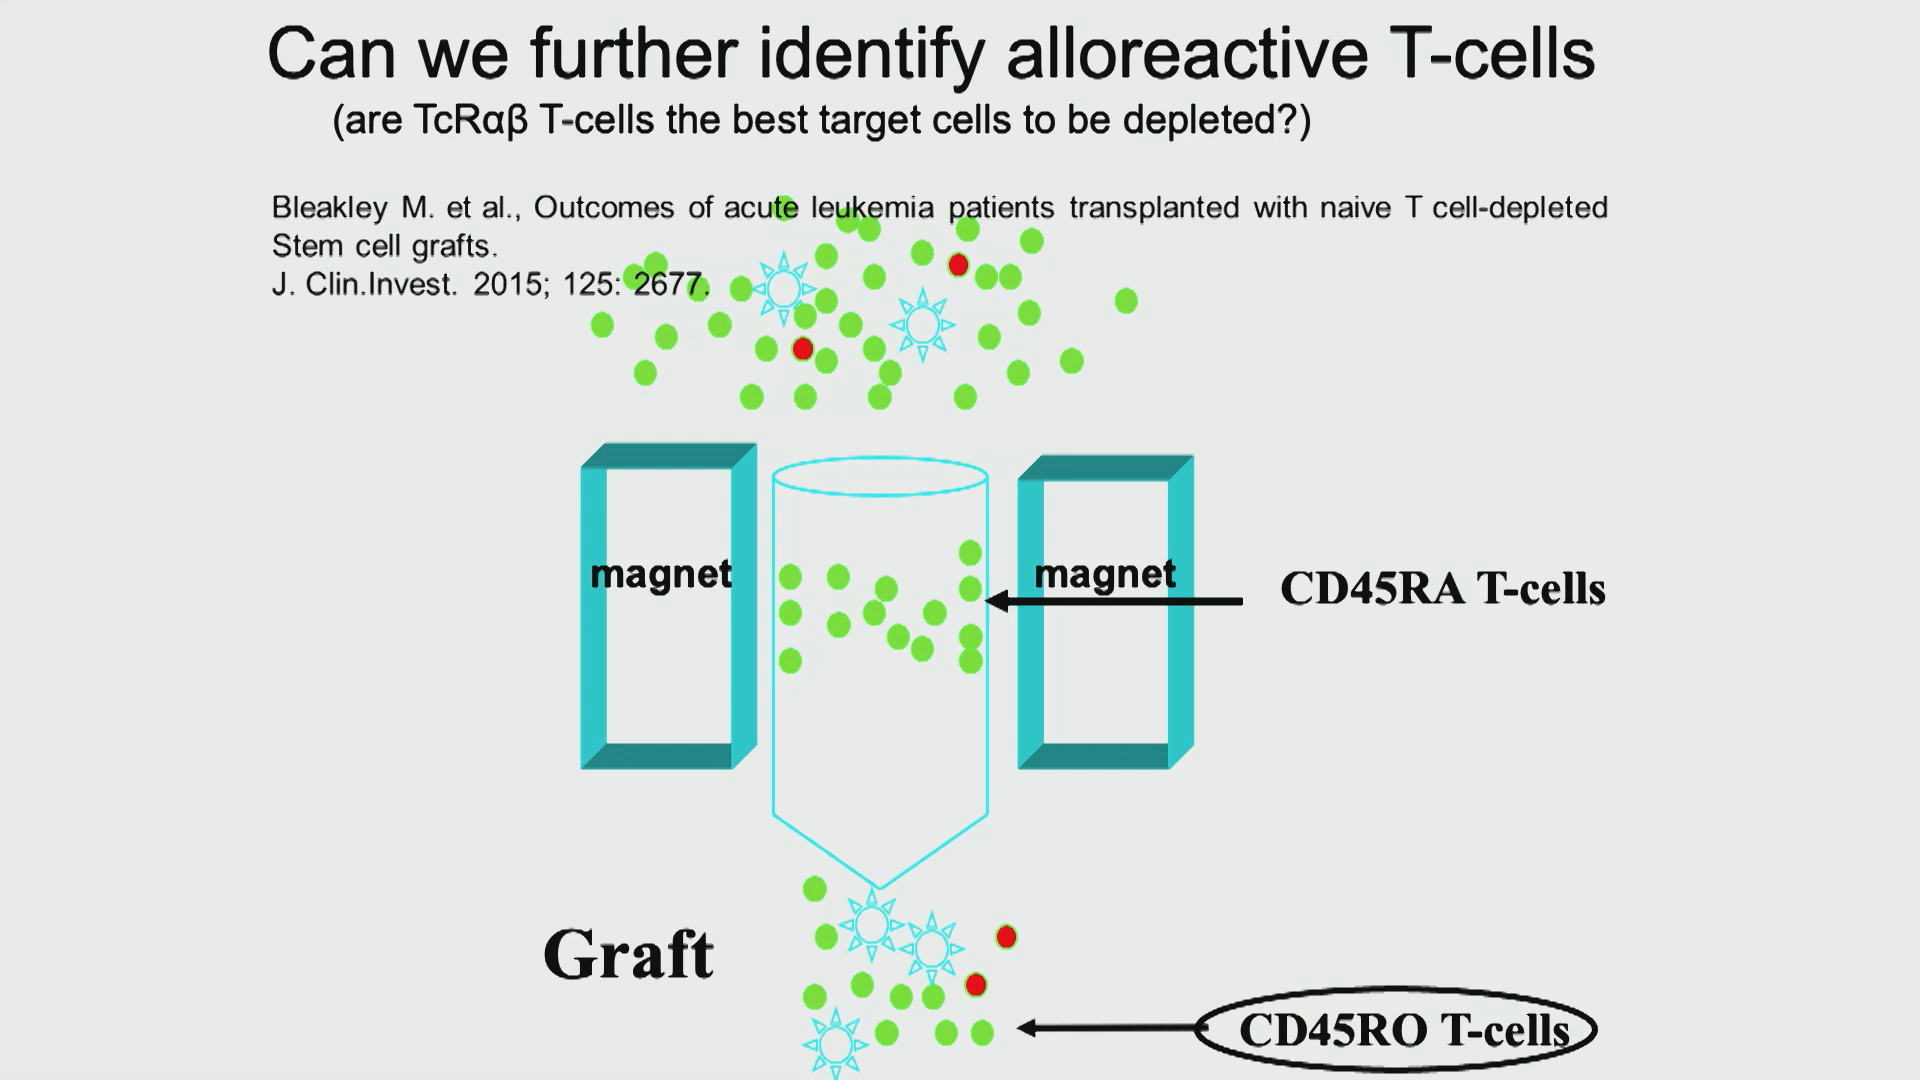 Can we further identify alloreactive T-cells
(are TcRαβ T-cells the best target cells to be depleted?)
Bleakley M. et al., Outcomes of acute leukemia patients transplanted with naive T cell-depleted
Stem cell grafts.
J. Clin.Invest. 2015; 125: 2677.
magnet
magnet
CD45RA T-cells
Graft
CD45RO T-cells